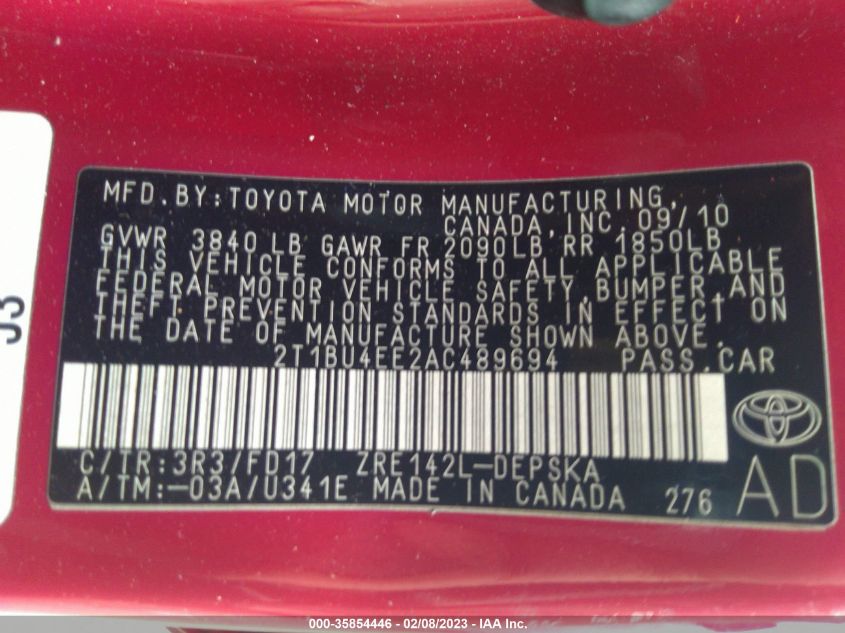 MFD.BY:TOYOTA MOTOR MANUFACTURING,
CANADA,INC.09/10
GVWR 3840 LB GAWR FR 2090LB RR 1850LB
THIS VEHICLE CONFORMS TO ALL APPLICABLE
FEDERAL MOTOR VEHICLE SAFETY,BUMPER,AND
THEFT PREVENTION STANDARDS IN EFFECT ON
THE DATE OF MANUFACTURE SHOWN ABOVE.
2T1BU4EE2AC489694 PASS.CAR
C/TR:3R3/FD17 ZRE142L-DEPSKA
A/TM:-03A/U341E MADE IN CANADA 276
AD
000-35854446 - 02/08/2023 - IAA Inc.